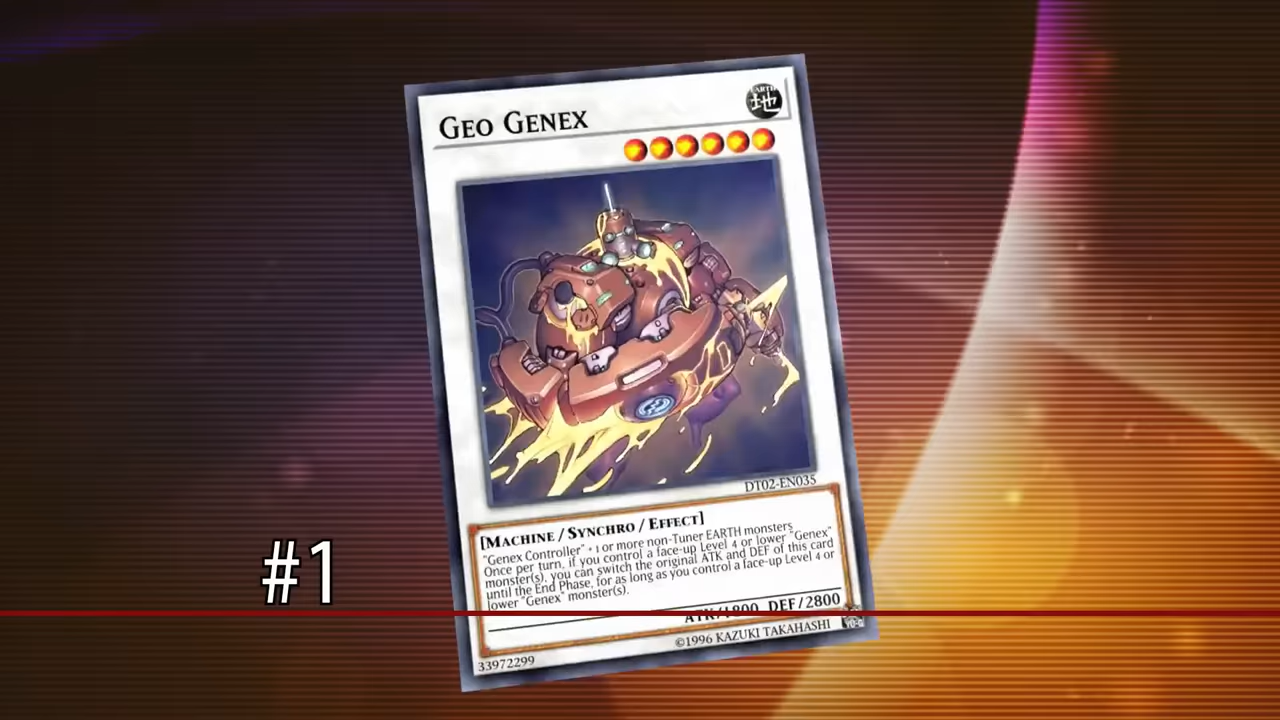 GEO GENEX
EARTH
地
DT02-EN035
[MACHINE / SYNCHRO / EFFECT]
"Genex Controller" + 1 or more non-Tuner EARTH monsters
Once per turn, if you control a face-up Level 4 or lower "Genex"
monster(s), you can switch the original ATK and DEF of this card
until the End Phase, for as long as you control a face-up Level 4 or
lower "Genex" monster(s).
ATK/1800 DEF/2800
33972299
©1996 KAZUKI TAKAHASHI
#1